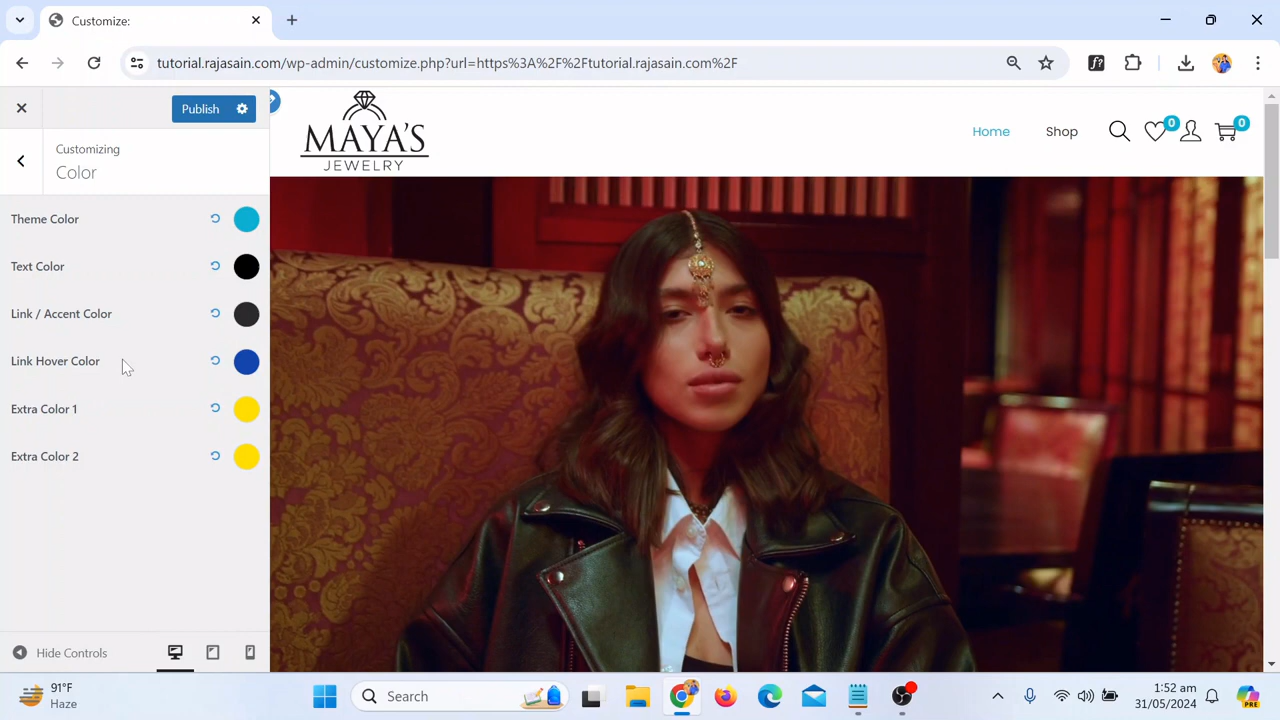 Customize:
tutorial.rajasain.com/wp-admin/customize.php?url=https%3A%2F%2Ftutorial.rajasain.com%2F
Publish
Customizing
Color
Theme Color
Text Color
Link / Accent Color
Link Hover Color
Extra Color 1
Extra Color 2
Hide Controls
MAYA'S
JEWELRY
Home
Shop
0
0
91°F
Haze
Search
PRE
1:52 am
31/05/2024